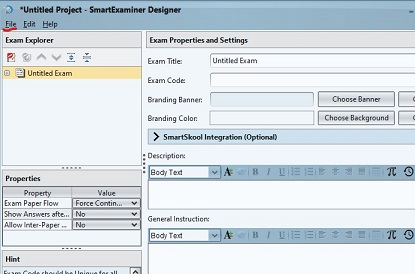 *Untitled Project - SmartExaminer Designer
File Edit Help
Exam Explorer
Untitled Exam
Properties
Property Value
Exam Paper Flow Force Contin...
Show Answers afte... No
Allow Inter-Paper ... No
Hint
Exam Code should be Unique for all
Exam Properties and Settings
Exam Title: Untitled Exam
Exam Code:
Branding Banner: Choose Banner
Branding Color: Choose Background
SmartSkool Integration (Optional)
Description:
Body Text A B I U π
General Instruction:
Body Text A B I U π